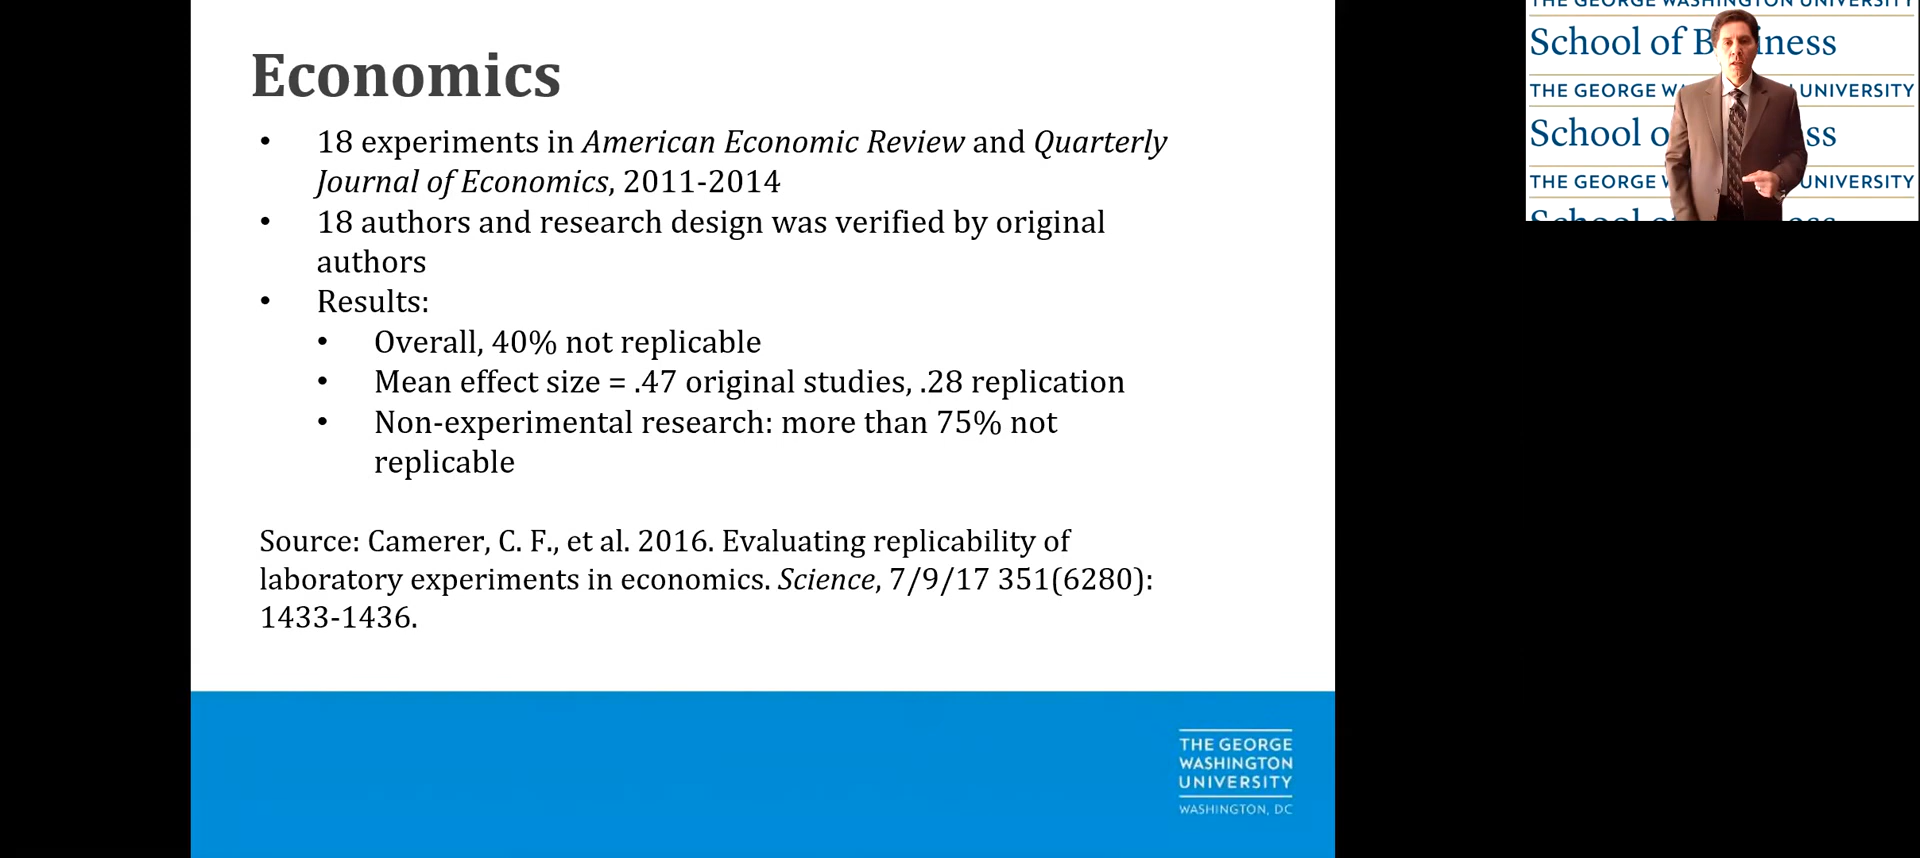 Economics
• 18 experiments in American Economic Review and Quarterly
Journal of Economics, 2011-2014
• 18 authors and research design was verified by original
authors
• Results:
• Overall, 40% not replicable
• Mean effect size = .47 original studies, .28 replication
• Non-experimental research: more than 75% not
replicable
Source: Camerer, C. F., et al. 2016. Evaluating replicability of
laboratory experiments in economics. Science, 7/9/17 351(6280):
1433-1436.
THE GEORGE
WASHINGTON
UNIVERSITY
WASHINGTON, DC
THE GEORGE WASHINGTON UNIVERSITY
School of B iness
THE GEORGE W UNIVERSITY
School o ss
THE GEORGE UNIVERSITY
School of ess